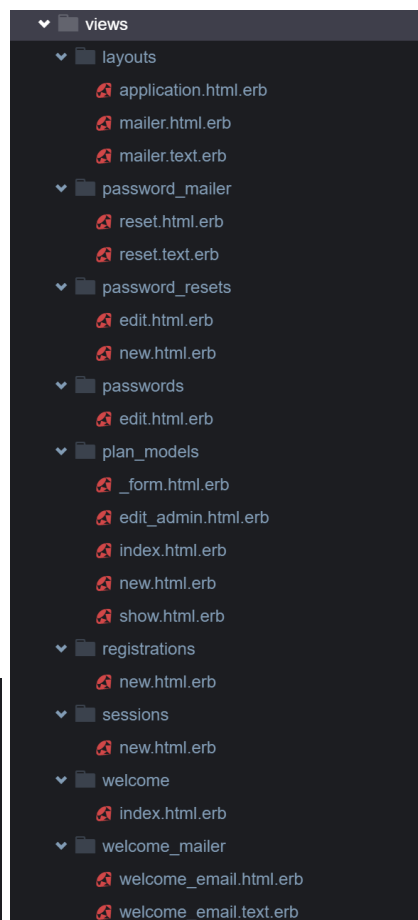 views
layouts
application.html.erb
mailer.html.erb
mailer.text.erb
password_mailer
reset.html.erb
reset.text.erb
password_resets
edit.html.erb
new.html.erb
passwords
edit.html.erb
plan_models
_form.html.erb
edit_admin.html.erb
index.html.erb
new.html.erb
show.html.erb
registrations
new.html.erb
sessions
new.html.erb
welcome
index.html.erb
welcome_mailer
welcome_email.html.erb
welcome_email.text.erb